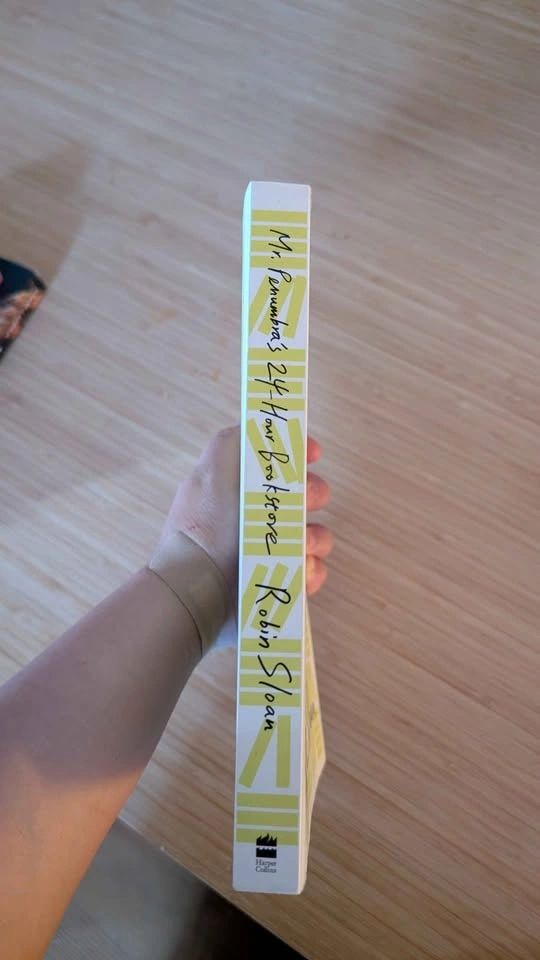 Mr. Penumbra's 24-Hour Bookstore Robin Sloan
Harper
Collins